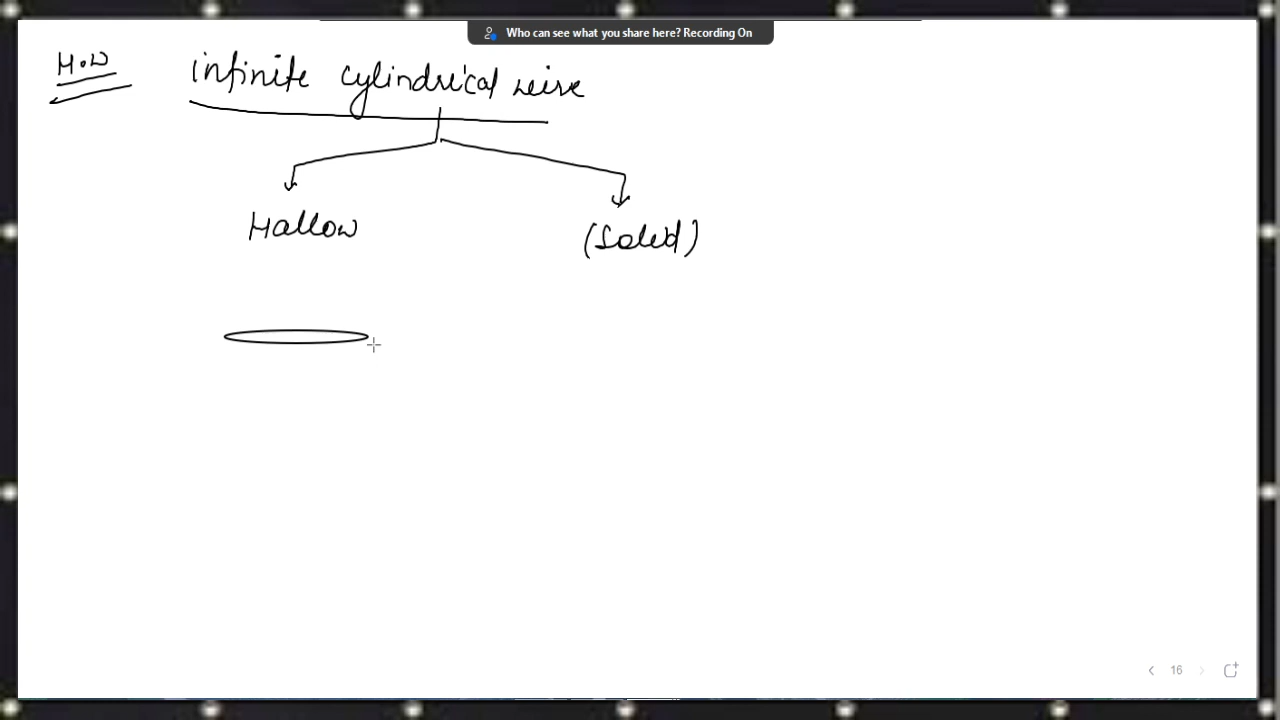 Who can see what you share here? Recording On
H.W
infinite cylindrical wire
Hallow
(Solid)
16